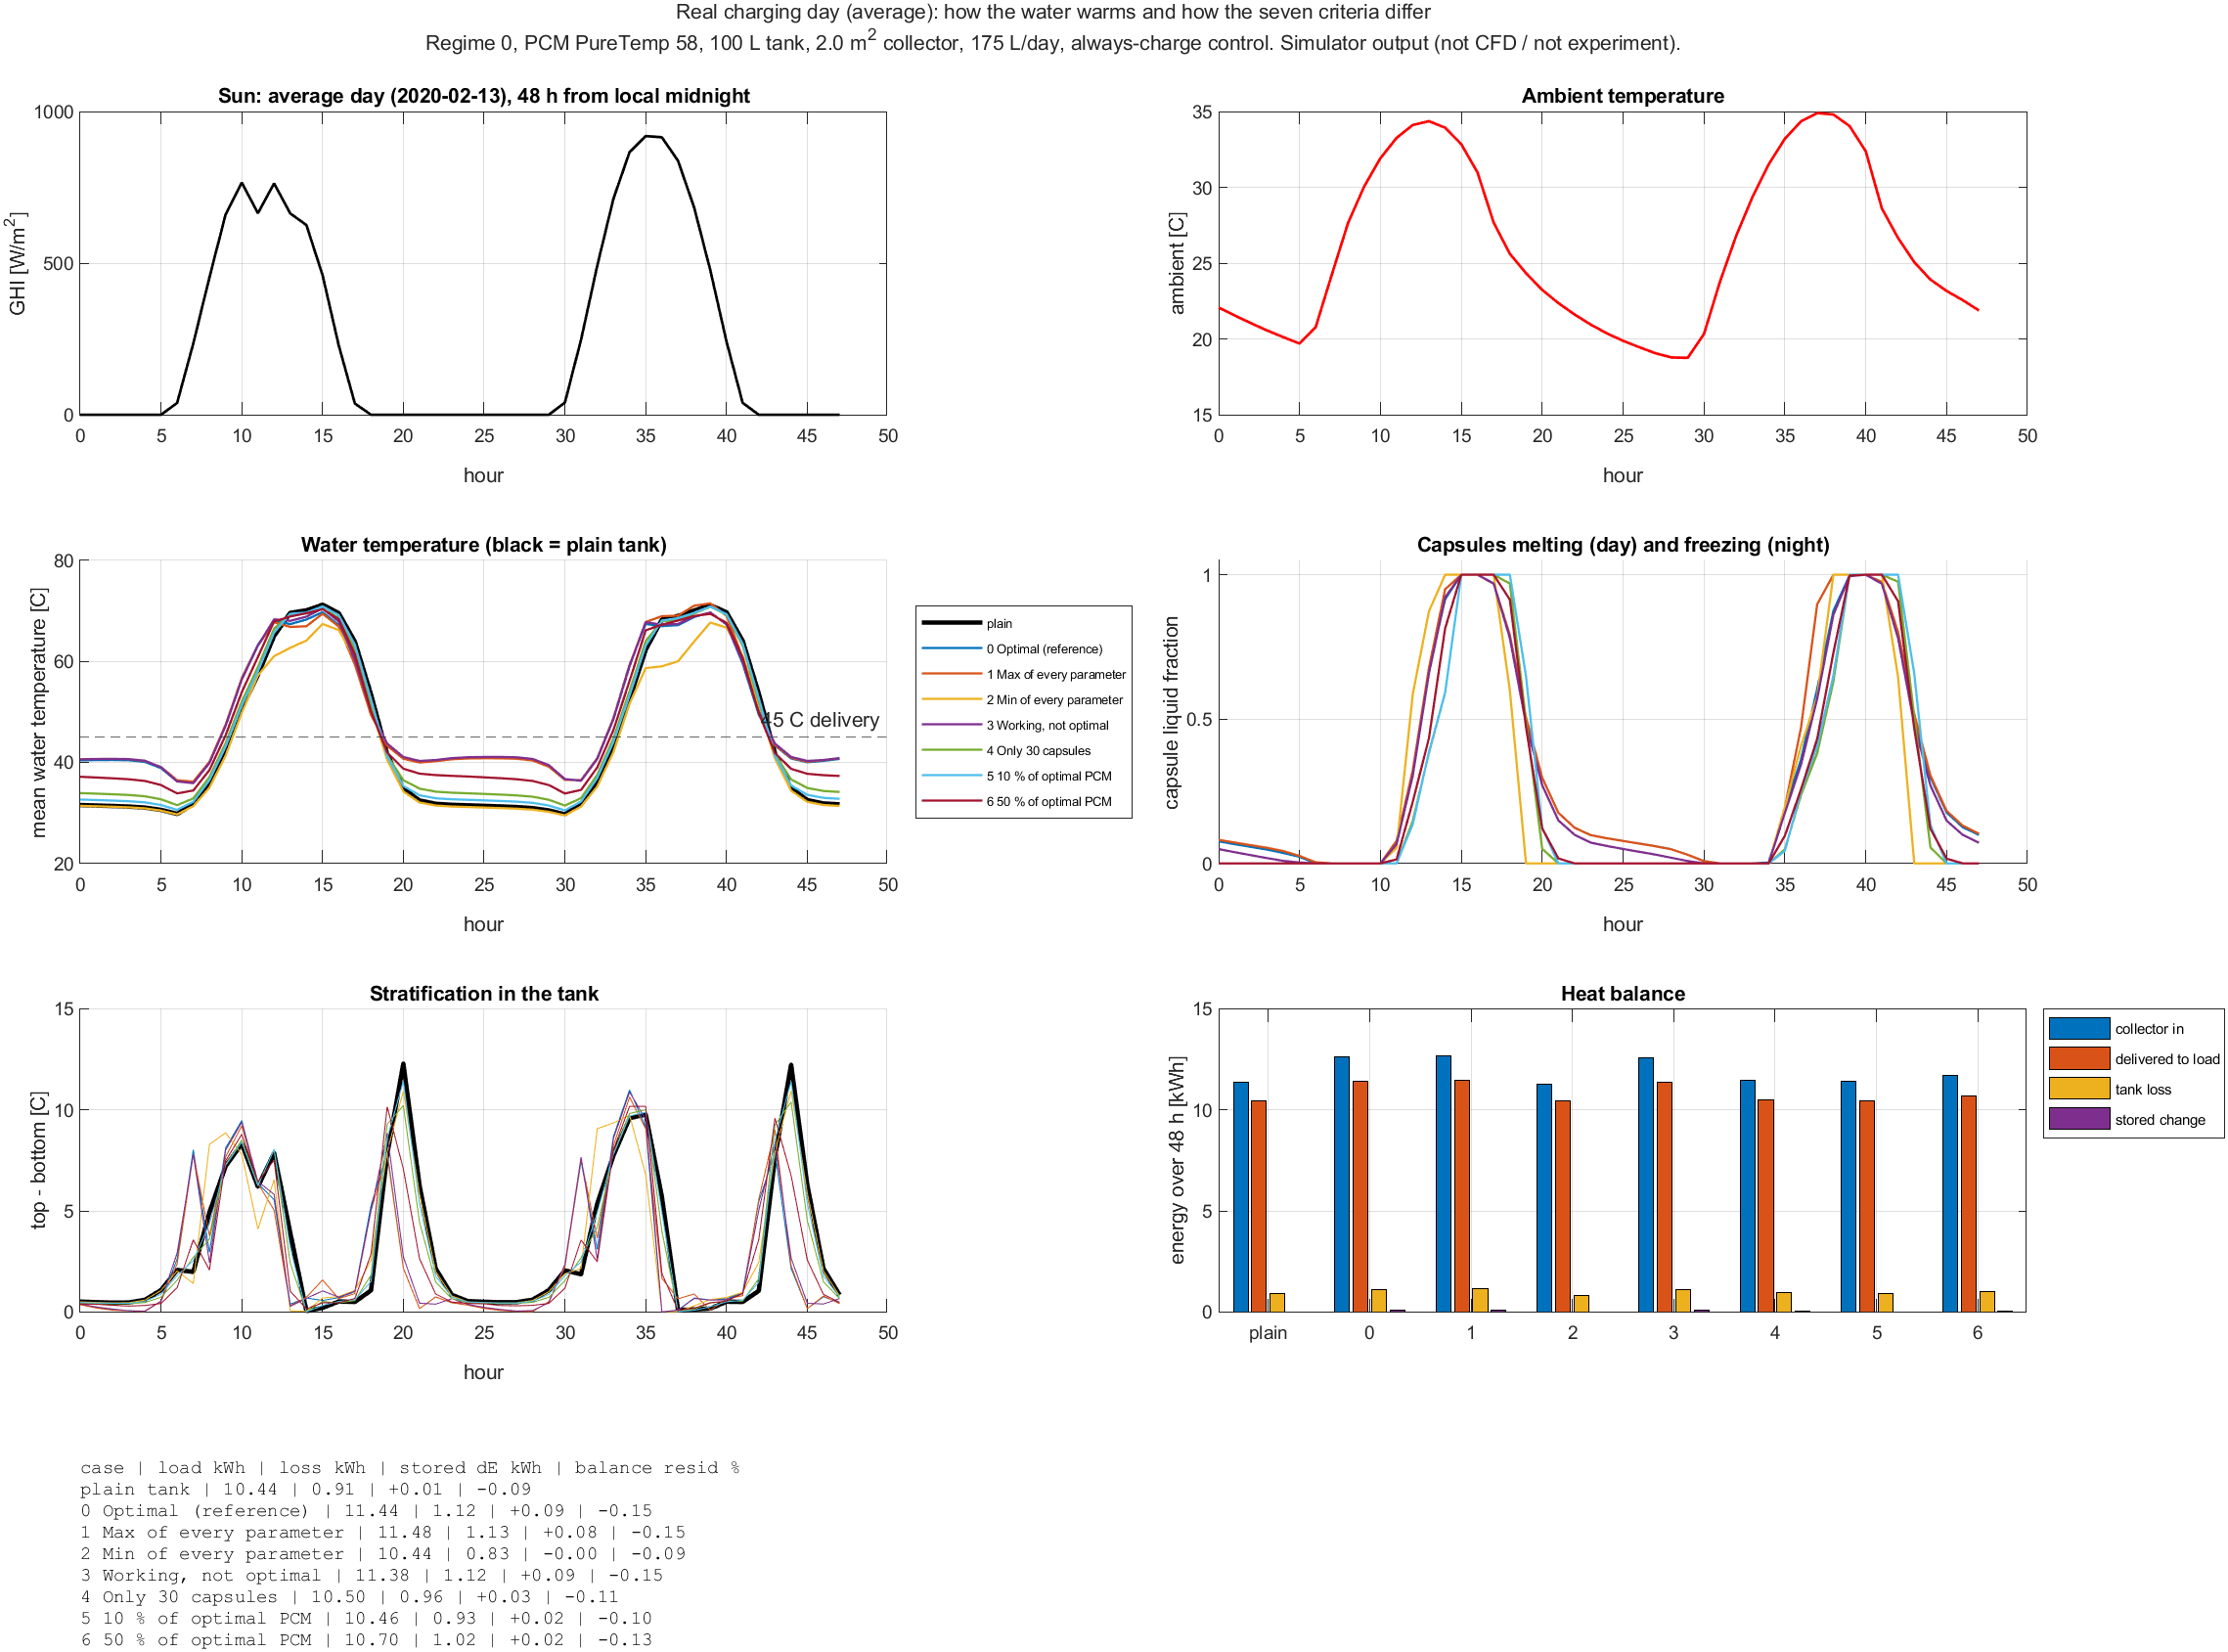 Real charging day (average): how the water warms and how the seven criteria differ
Regime 0, PCM PureTemp 58, 100 L tank, 2.0 m2 collector, 175 L/day, always-charge control. Simulator output (not CFD / not experiment).
Sun: average day (2020-02-13), 48 h from local midnight
GHI [W/m2]
1000
500
0
0 5 10 15 20 25 30 35 40 45 50
hour
Ambient temperature
ambient [C]
35
30
25
20
15
0 5 10 15 20 25 30 35 40 45 50
hour
Water temperature (black = plain tank)
mean water temperature [C]
80
60
40
20
45 C delivery
0 5 10 15 20 25 30 35 40 45 50
hour
plain
0 Optimal (reference)
1 Max of every parameter
2 Min of every parameter
3 Working, not optimal
4 Only 30 capsules
5 10 % of optimal PCM
6 50 % of optimal PCM
Capsules melting (day) and freezing (night)
capsule liquid fraction
1
0.5
0
0 5 10 15 20 25 30 35 40 45 50
hour
Stratification in the tank
top - bottom [C]
15
10
5
0
0 5 10 15 20 25 30 35 40 45 50
hour
Heat balance
energy over 48 h [kWh]
15
10
5
0
plain 0 1 2 3 4 5 6
collector in
delivered to load
tank loss
stored change
case | load kWh | loss kWh | stored dE kWh | balance resid %
plain tank | 10.44 | 0.91 | +0.01 | -0.09
0 Optimal (reference) | 11.44 | 1.12 | +0.09 | -0.15
1 Max of every parameter | 11.48 | 1.13 | +0.08 | -0.15
2 Min of every parameter | 10.44 | 0.83 | -0.00 | -0.09
3 Working, not optimal | 11.38 | 1.12 | +0.09 | -0.15
4 Only 30 capsules | 10.50 | 0.96 | +0.03 | -0.11
5 10 % of optimal PCM | 10.46 | 0.93 | +0.02 | -0.10
6 50 % of optimal PCM | 10.70 | 1.02 | +0.02 | -0.13